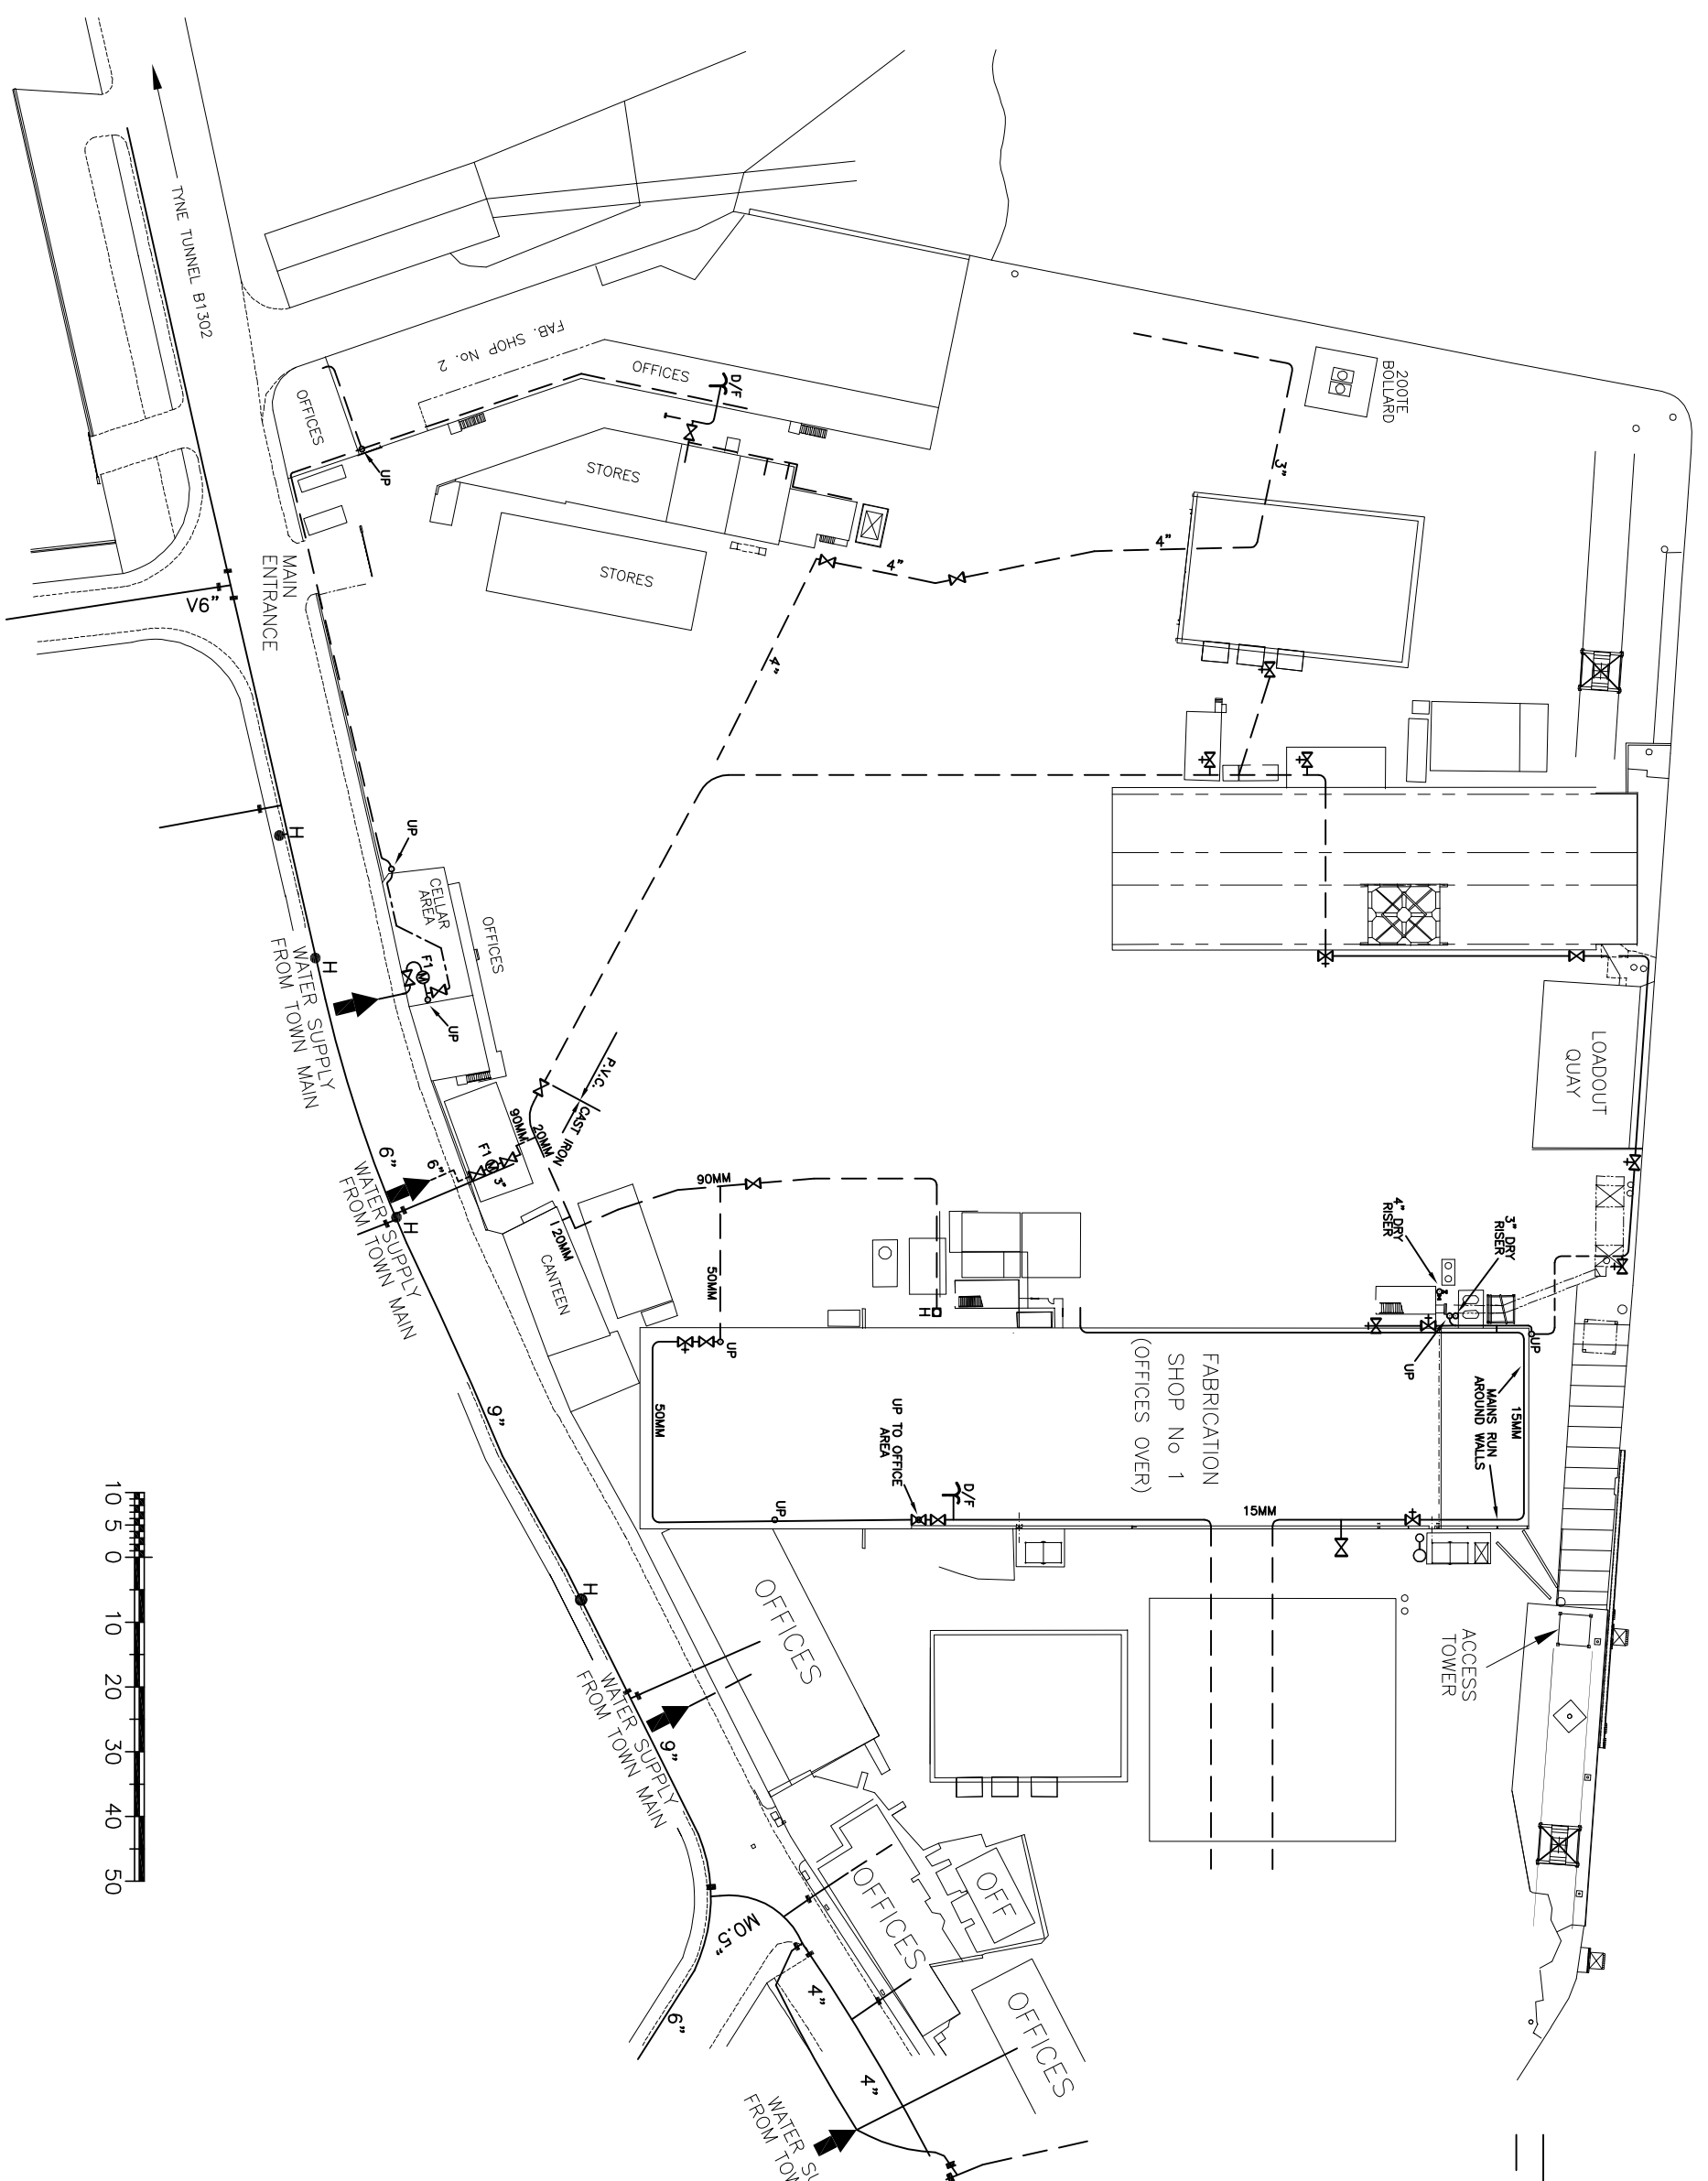 TYNE TUNNEL B1302
FAB. SHOP No. 2
OFFICES
OFFICES
D/F
UP
STORES
STORES
200TE
BOLLARD
3"
4"
4"
4"
MAIN
ENTRANCE
V6"
H
UP
CELLAR
AREA
OFFICES
F1
M
UP
H
WATER SUPPLY
FROM TOWN MAIN
P.V.C.
CAST IRON
90MM
20MM
F1
M
3"
6"
6"
H
WATER SUPPLY
FROM TOWN MAIN
120MM
CANTEEN
90MM
50MM
H
LOADOUT
QUAY
4" DRY
RISER
3" DRY
RISER
UP
UP
UP
FABRICATION
SHOP No 1
(OFFICES OVER)
MAINS RUN
AROUND WALLS
15MM
50MM
UP TO OFFICE
AREA
UP
D/F
15MM
9"
H
OFFICES
ACCESS
TOWER
WATER SUPPLY
FROM TOWN MAIN
9"
OFFICES
OFF
OFFICES
M0.5"
6"
4"
4"
WATER SU
FROM TOW
10 5 0 10 20 30 40 50